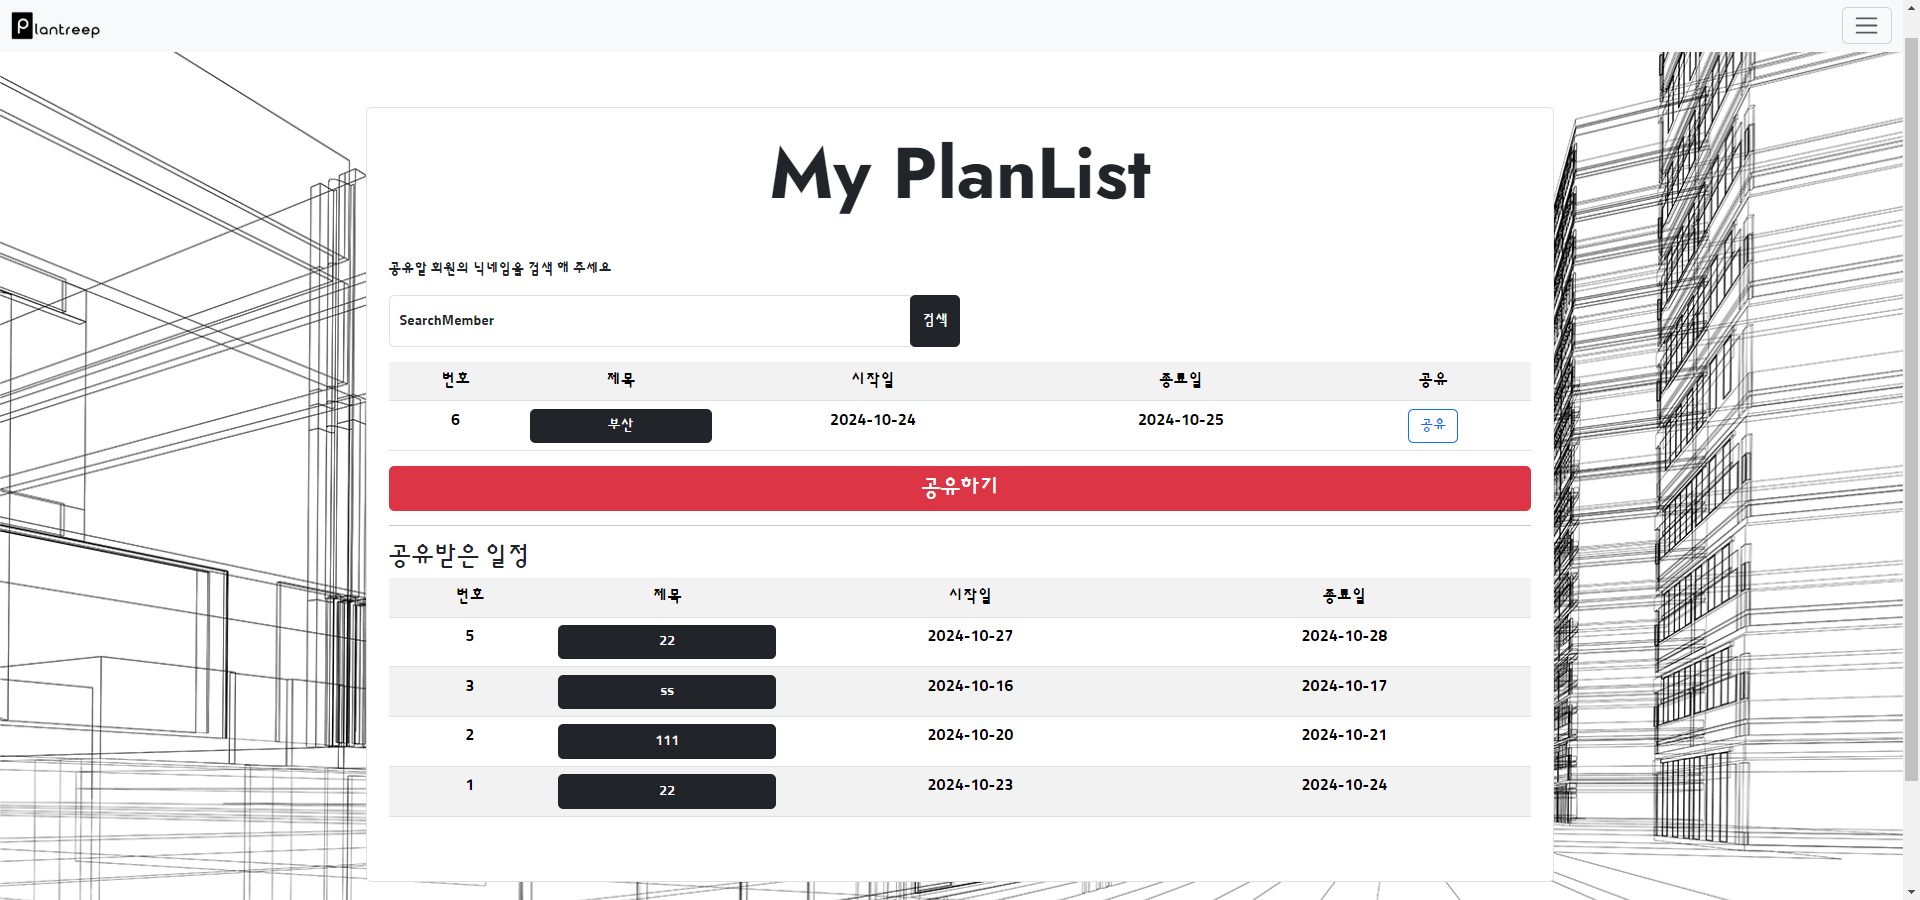 Plantreep
My PlanList
공유할 회원의 닉네임을 검색 해 주세요
SearchMember 검색
번호 제목 시작일 종료일 공유
6 부산 2024-10-24 2024-10-25 공유
공유하기
공유받은 일정
번호 제목 시작일 종료일
5 22 2024-10-27 2024-10-28
3 ss 2024-10-16 2024-10-17
2 111 2024-10-20 2024-10-21
1 22 2024-10-23 2024-10-24